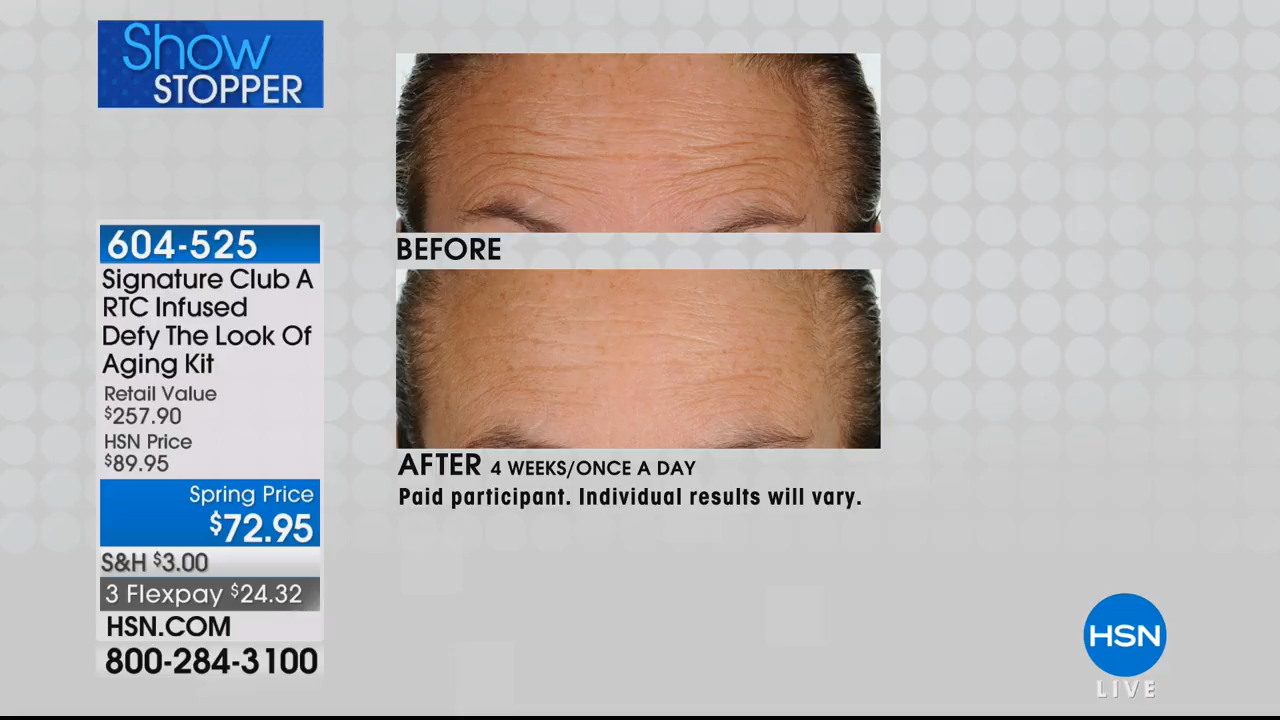 Show
STOPPER
604-525
Signature Club A
RTC Infused
Defy The Look Of
Aging Kit
Retail Value
$257.90
HSN Price
$89.95
Spring Price
$72.95
S&H $3.00
3 Flexpay $24.32
HSN.COM
800-284-3100
BEFORE
AFTER 4 WEEKS/ONCE A DAY
Paid participant. Individual results will vary.
HSN
LIVE